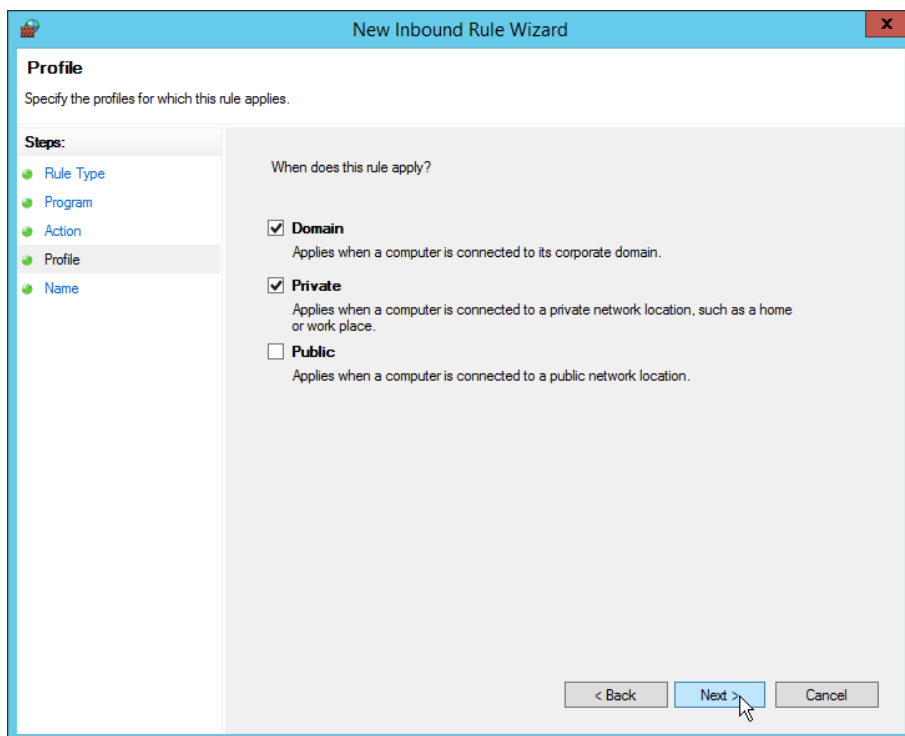 New Inbound Rule Wizard
x
Profile
Specify the profiles for which this rule applies.
Steps:
Rule Type
Program
Action
Profile
Name
When does this rule apply?
Domain
Applies when a computer is connected to its corporate domain.
Private
Applies when a computer is connected to a private network location, such as a home
or work place.
Public
Applies when a computer is connected to a public network location.
< Back
Next >
Cancel